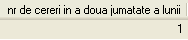 nr de cereri in a doua jumatate a lunii
1